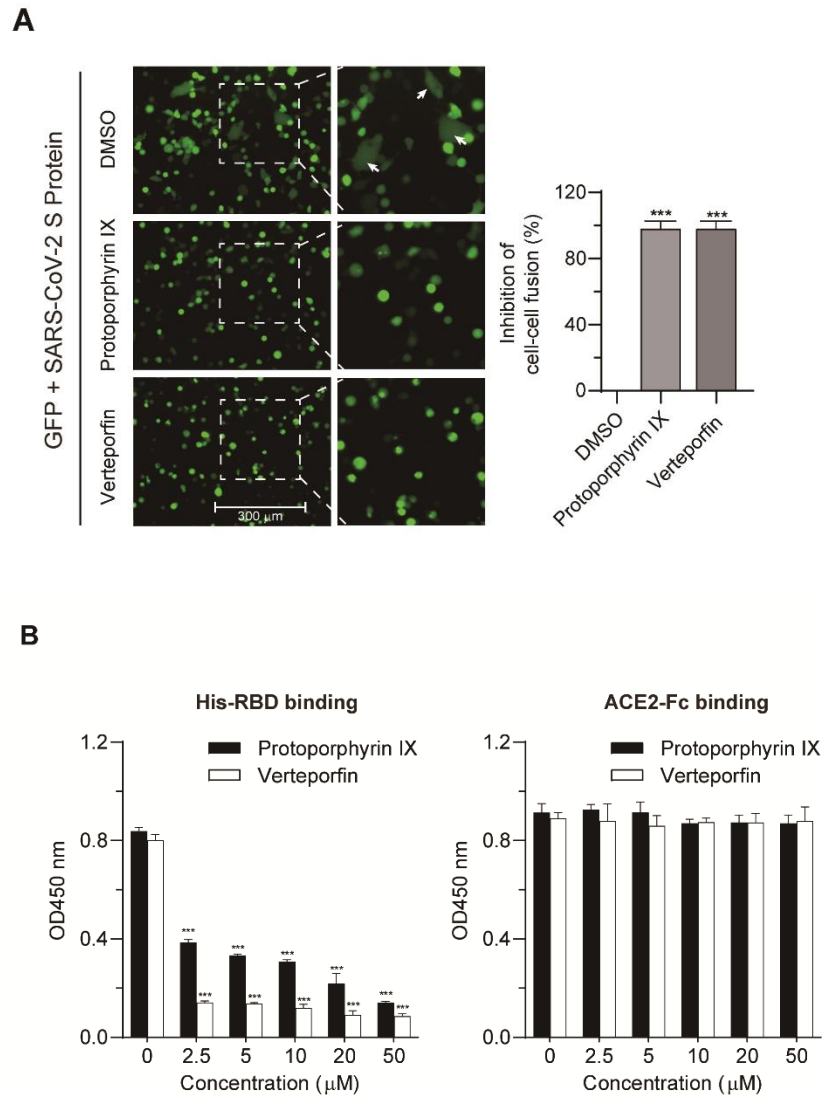 A
GFP + SARS-CoV-2 S Protein
DMSO
Protoporphyrin IX
Verteporfin
300 μm
Inhibition of
cell-cell fusion (%)
120
80
40
0
*** ***
DMSO
Protoporphyrin IX
Verteporfin
B
His-RBD binding
Protoporphyrin IX
Verteporfin
OD450 nm
1.2
0.8
0.4
0.0
*** *** *** *** ***
*** *** *** *** ***
0 2.5 5 10 20 50
Concentration (μM)
ACE2-Fc binding
Protoporphyrin IX
Verteporfin
OD450 nm
1.2
0.8
0.4
0.0
0 2.5 5 10 20 50
Concentration (μM)